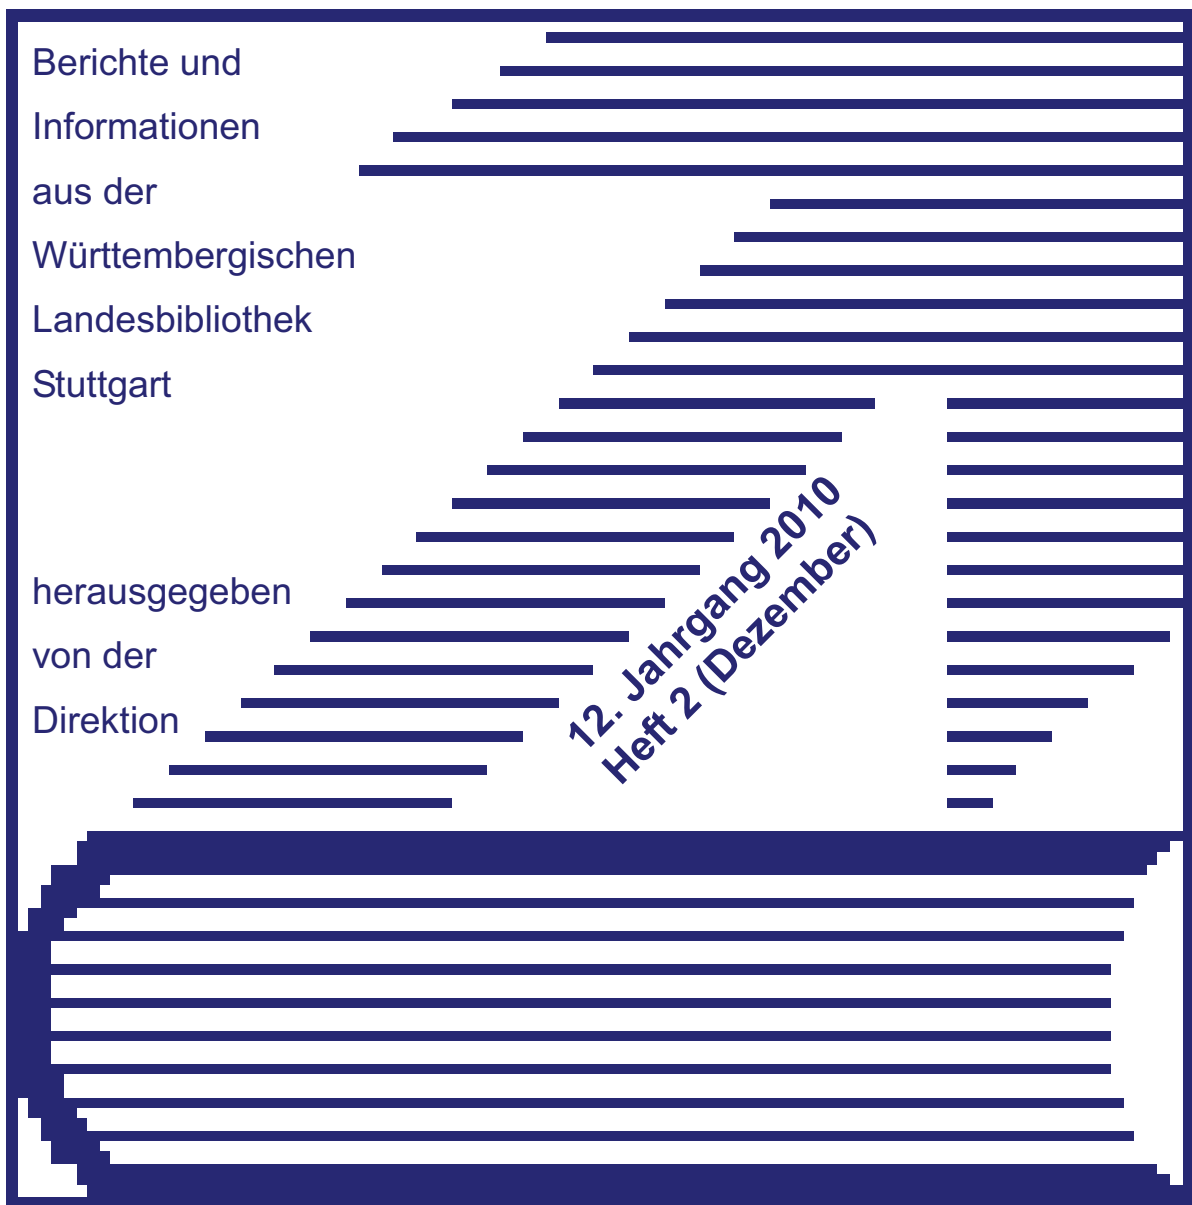 Berichte und
Informationen
aus der
Württembergischen
Landesbibliothek
Stuttgart
herausgegeben
von der
Direktion
12. Jahrgang 2010
Heft 2 (Dezember)